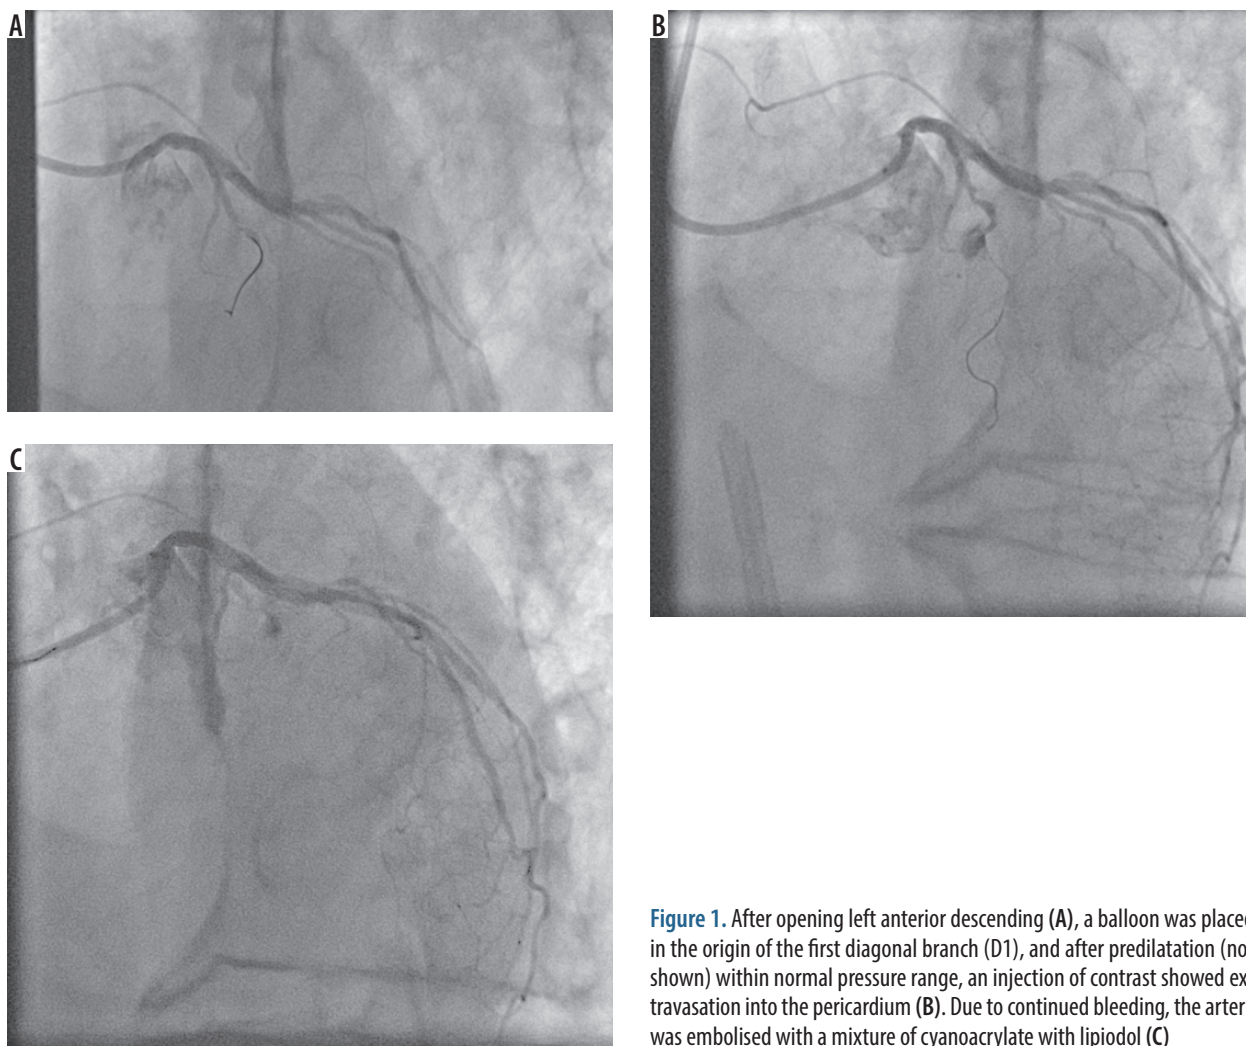 A
B
C
Figure 1. After opening left anterior descending (A), a balloon was placed
in the origin of the first diagonal branch (D1), and after predilatation (no
shown) within normal pressure range, an injection of contrast showed ex
travasation into the pericardium (B). Due to continued bleeding, the arter
was embolised with a mixture of cyanoacrylate with lipiodol (C)